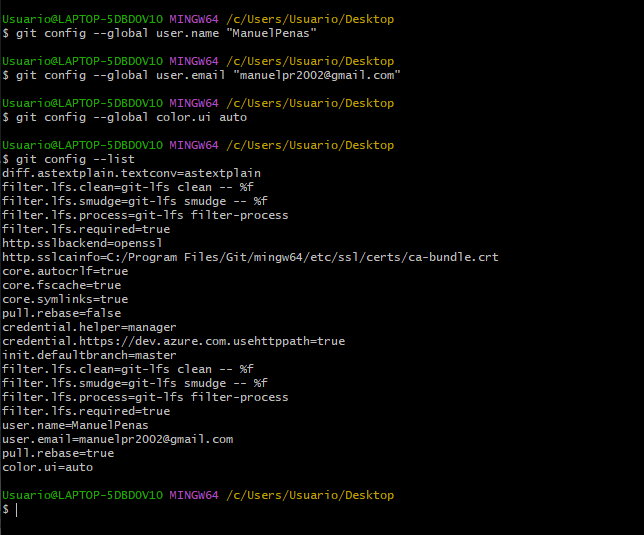 Usuario@LAPTOP-5DBDOV1O MINGW64 /c/Users/Usuario/Desktop
$ git config --global user.name "ManuelPenas"
Usuario@LAPTOP-5DBDOV1O MINGW64 /c/Users/Usuario/Desktop
$ git config --global user.email "manuelpr2002@gmail.com"
Usuario@LAPTOP-5DBDOV1O MINGW64 /c/Users/Usuario/Desktop
$ git config --global color.ui auto
Usuario@LAPTOP-5DBDOV1O MINGW64 /c/Users/Usuario/Desktop
$ git config --list
diff.astextplain.textconv=astextplain
filter.lfs.clean=git-lfs clean -- %f
filter.lfs.smudge=git-lfs smudge -- %f
filter.lfs.process=git-lfs filter-process
filter.lfs.required=true
http.sslbackend=openssl
http.sslcainfo=C:/Program Files/Git/mingw64/etc/ssl/certs/ca-bundle.crt
core.autocrlf=true
core.fscache=true
core.symlinks=true
pull.rebase=false
credential.helper=manager
credential.https://dev.azure.com.usehttppath=true
init.defaultbranch=master
filter.lfs.clean=git-lfs clean -- %f
filter.lfs.smudge=git-lfs smudge -- %f
filter.lfs.process=git-lfs filter-process
filter.lfs.required=true
user.name=ManuelPenas
user.email=manuelpr2002@gmail.com
pull.rebase=true
color.ui=auto
Usuario@LAPTOP-5DBDOV1O MINGW64 /c/Users/Usuario/Desktop
$